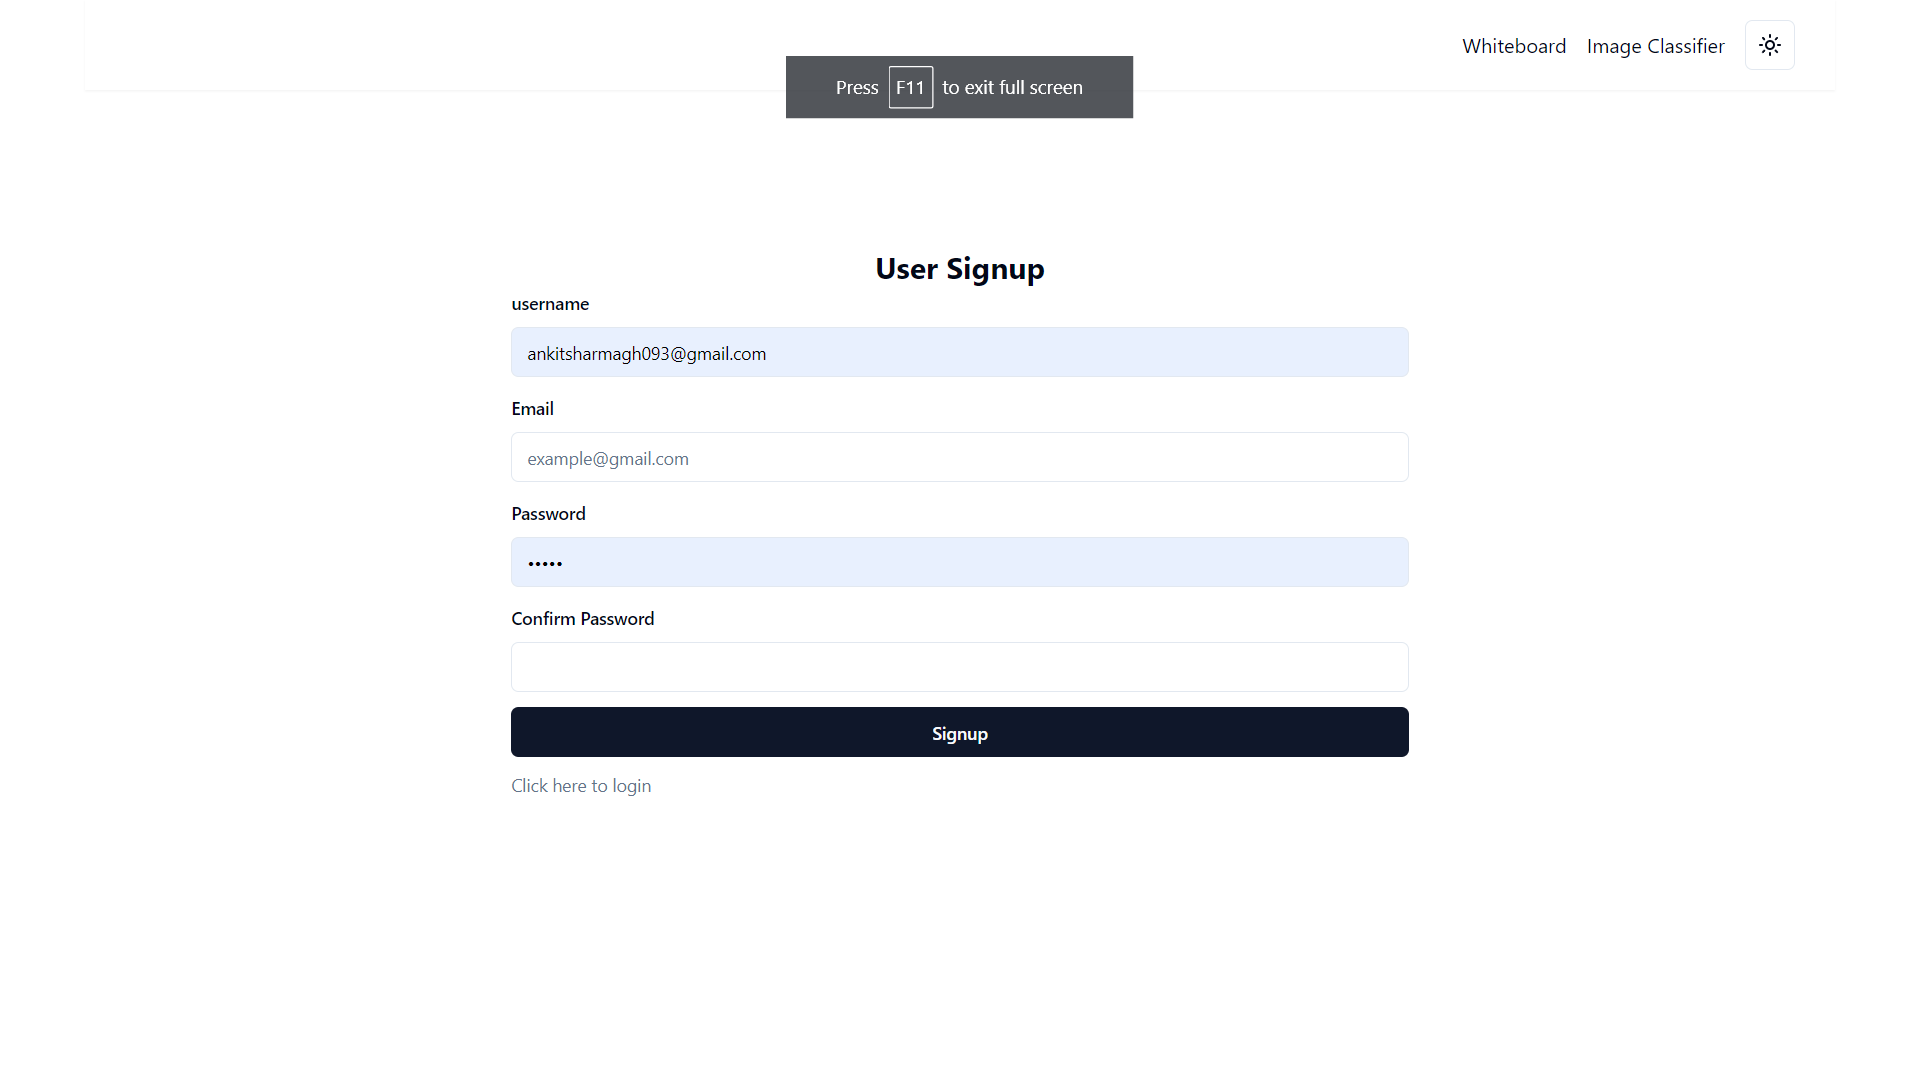 Whiteboard Image Classifier
Press F11 to exit full screen
User Signup
username
ankitsharmagh093@gmail.com
Email
example@gmail.com
Password
•••••
Confirm Password
Signup
Click here to login